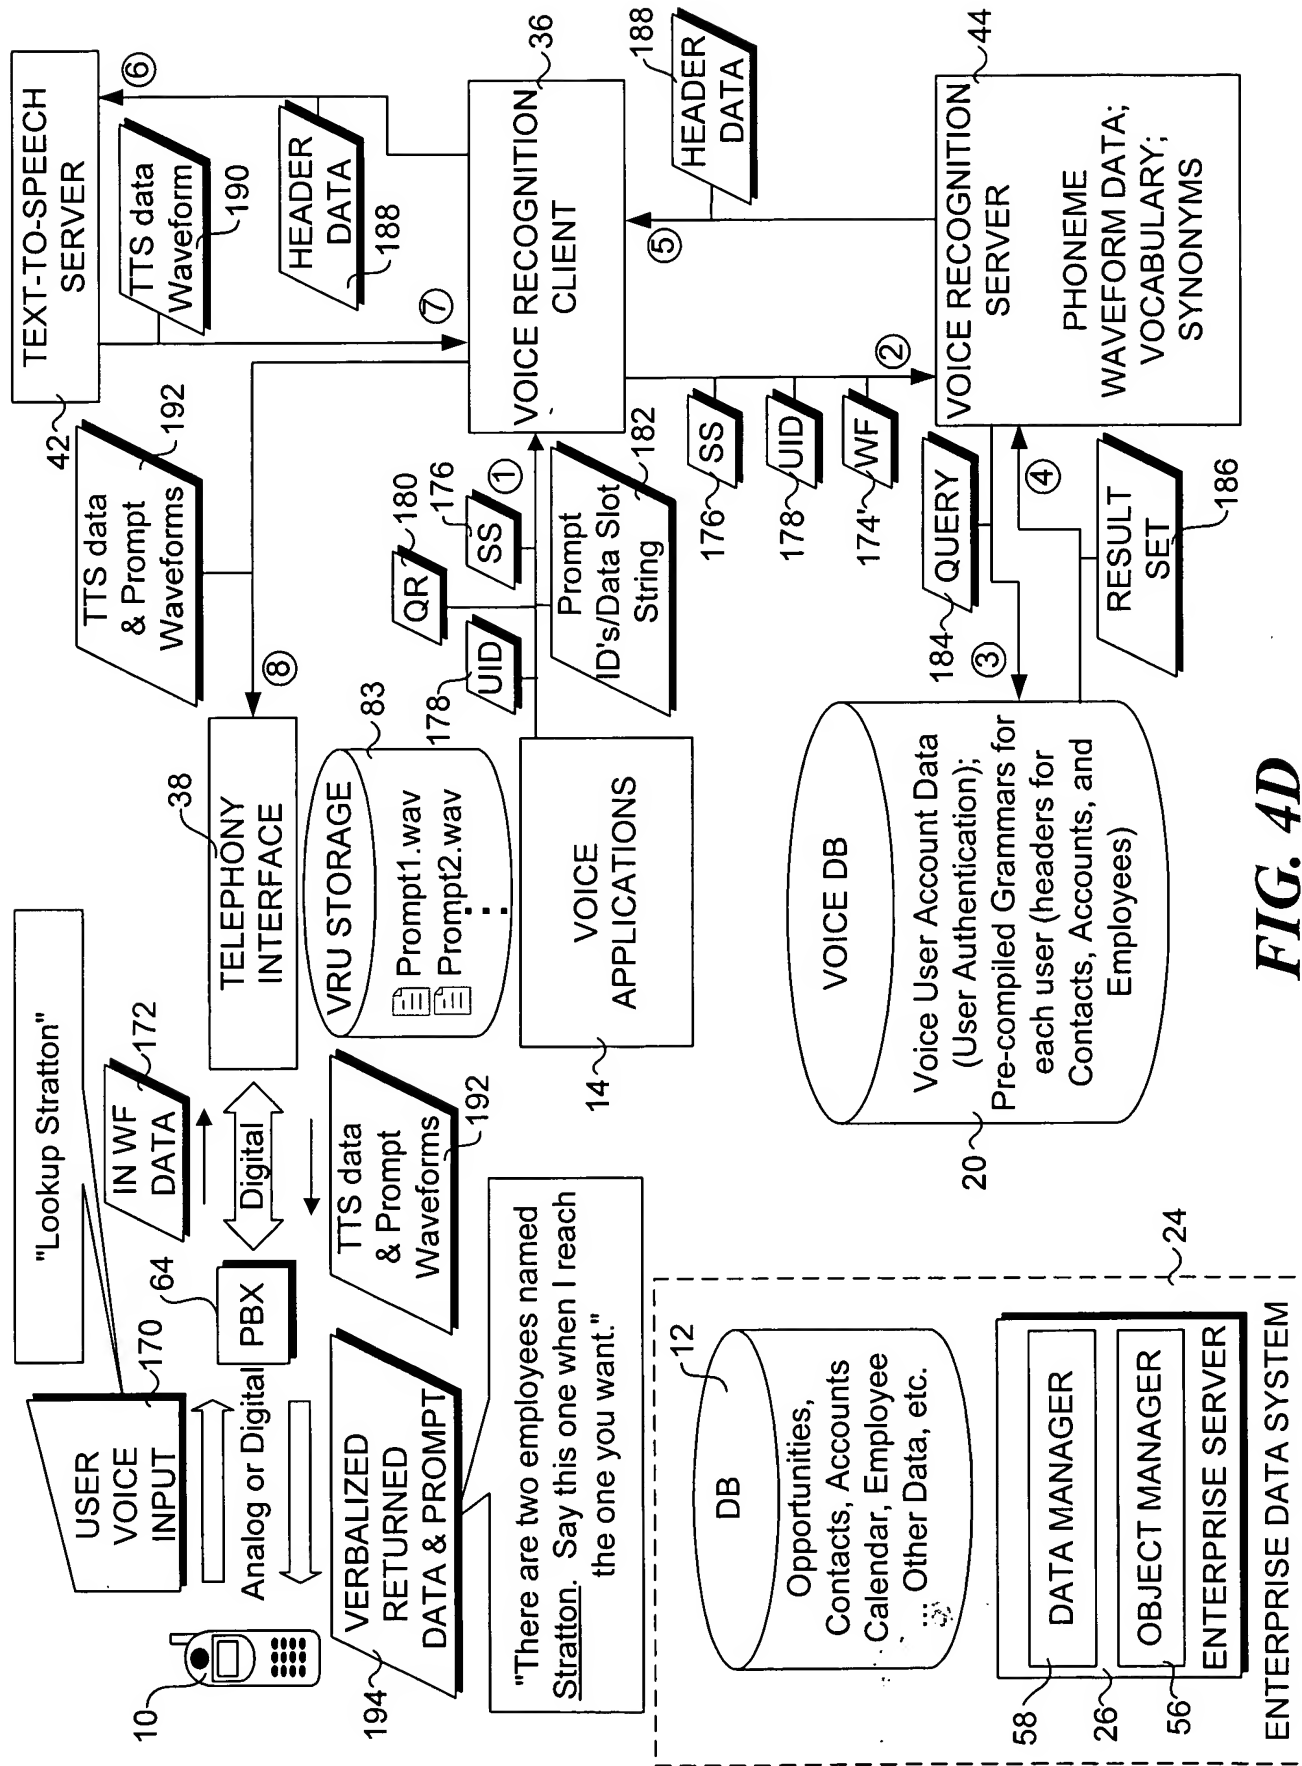 "Lookup Stratton"
USER
VOICE
INPUT
170
64
IN WF
DATA
172
38
10
Analog or Digital
PBX
Digital
TELEPHONY
INTERFACE
⑧
TTS data
& Prompt
Waveforms
192
42
TEXT-TO-SPEECH
SERVER
⑥
TTS data
Waveform
190
HEADER
DATA
188
⑦
194
VERBALIZED
RETURNED
DATA & PROMPT
TTS data
& Prompt
Waveforms
192
VRU STORAGE
Prompt1.wav
Prompt2.wav
⋮
83
"There are two employees named
Stratton. Say this one when I reach
the one you want."
14
VOICE
APPLICATIONS
178
UID
QR
180
SS
176
①
Prompt
ID's/Data Slot
String
182
VOICE RECOGNITION
CLIENT
36
176
SS
178
UID
174'
WF
②
⑤
HEADER
DATA
188
12
DB
Opportunities,
Contacts, Accounts
Calendar, Employee
Other Data, etc.
58
DATA MANAGER
26
56
OBJECT MANAGER
ENTERPRISE SERVER
ENTERPRISE DATA SYSTEM
24
20
VOICE DB
Voice User Account Data
(User Authentication);
Pre-compiled Grammars for
each user (headers for
Contacts, Accounts, and
Employees)
184
QUERY
③
④
RESULT
SET
186
VOICE RECOGNITION
SERVER
PHONEME
WAVEFORM DATA;
VOCABULARY;
SYNONYMS
44
FIG. 4D